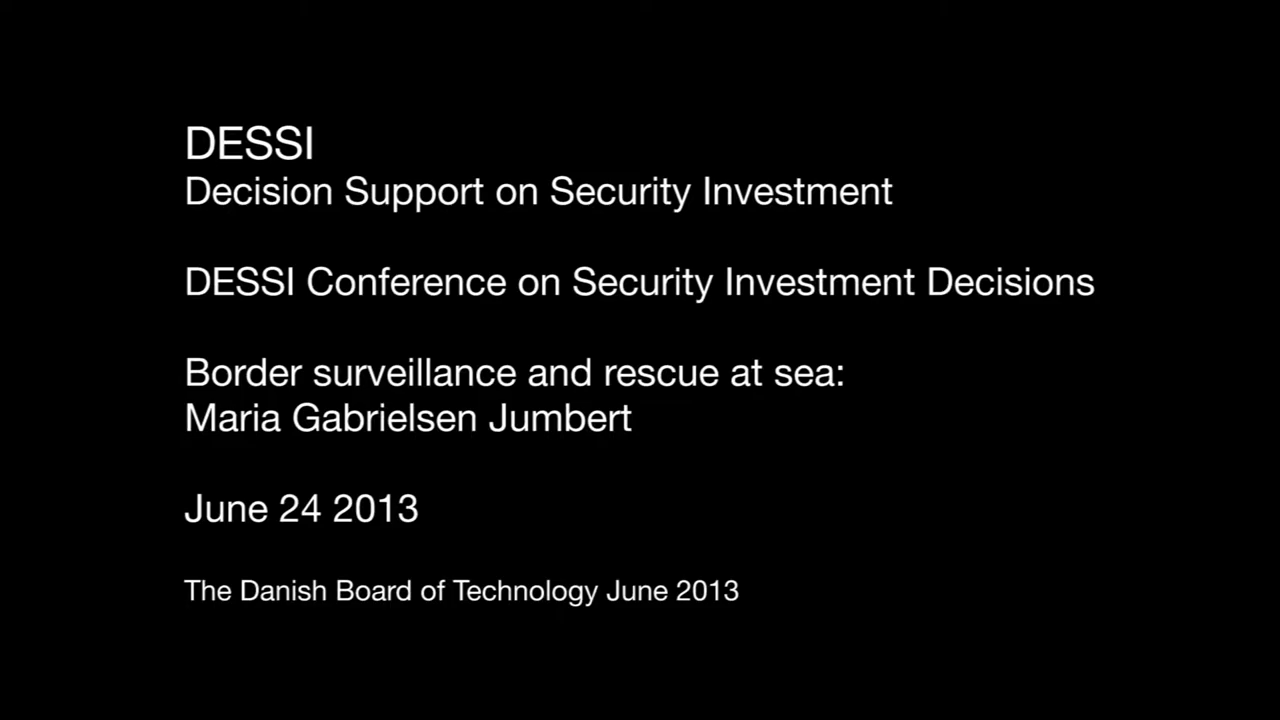 DESSI
Decision Support on Security Investment
DESSI Conference on Security Investment Decisions
Border surveillance and rescue at sea:
Maria Gabrielsen Jumbert
June 24 2013
The Danish Board of Technology June 2013